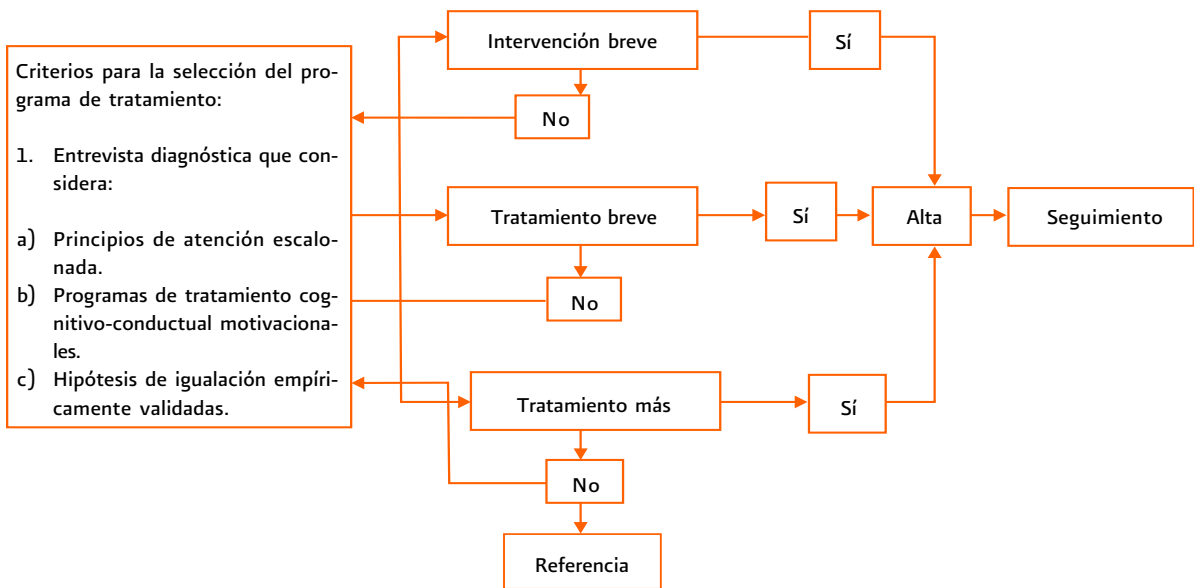 Criterios para la selección del pro-
grama de tratamiento:
1. Entrevista diagnóstica que con-
sidera:
a) Principios de atención escalo-
nada.
b) Programas de tratamiento cog-
nitivo-conductual motivaciona-
les.
c) Hipótesis de igualación empíri-
camente validadas.
Intervención breve
Sí
No
Tratamiento breve
Sí
Alta
Seguimiento
No
Tratamiento más
Sí
No
Referencia